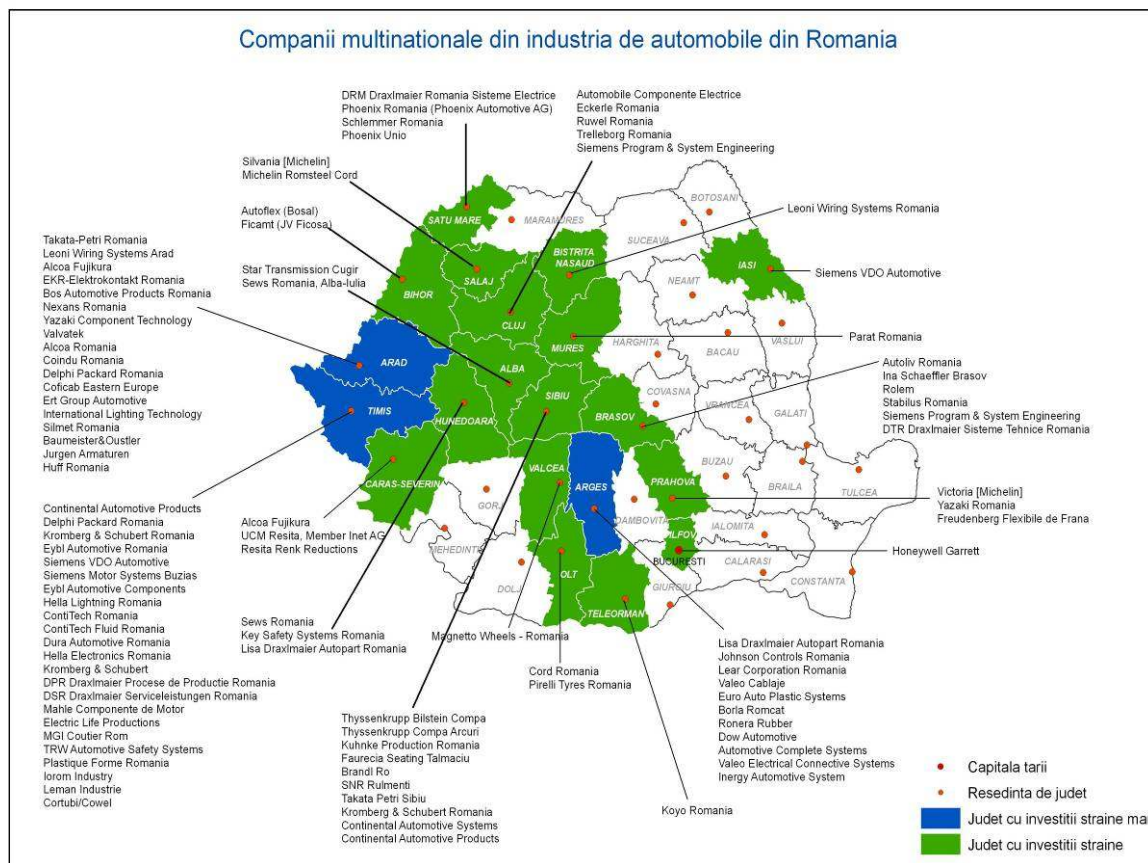 Companii multinationale din industria de automobile din Romania
DRM Draxlmaier Romania Sisteme Electrice
Phoenix Romania (Phoenix Automotive AG)
Schlemmer Romania
Phoenix Unio
Automobile Componente Electrice
Eckerle Romania
Ruwel Romania
Trelleborg Romania
Siemens Program & System Engineering
Silvania [Michelin]
Michelin Romsteel Cord
Autoflex (Bosal)
Ficamt (JV Ficosa)
Star Transmission Cugir
Sews Romania, Alba-Iulia
Leoni Wiring Systems Romania
Siemens VDO Automotive
Parat Romania
Autoliv Romania
Ina Schaeffler Brasov
Rolem
Stabilus Romania
Siemens Program & System Engineering
DTR Draxlmaier Sisteme Tehnice Romania
Victoria [Michelin]
Yazaki Romania
Freudenberg Flexibile de Frana
Honeywell Garrett
Takata-Petri Romania
Leoni Wiring Systems Arad
Alcoa Fujikura
EKR-Elektrokontakt Romania
Bos Automotive Products Romania
Nexans Romania
Yazaki Component Technology
Valvatek
Alcoa Romania
Coindu Romania
Delphi Packard Romania
Coficab Eastern Europe
Ert Group Automotive
International Lighting Technology
Silmet Romania
Baumeister&Oustler
Jurgen Armaturen
Huff Romania
Continental Automotive Products
Delphi Packard Romania
Kromberg & Schubert Romania
Eybl Automotive Romania
Siemens VDO Automotive
Siemens Motor Systems Buzias
Eybl Automotive Components
Hella Lightning Romania
ContiTech Romania
ContiTech Fluid Romania
Dura Automotive Romania
Hella Electronics Romania
Kromberg & Schubert
DPR Draxlmaier Procese de Productie Romania
DSR Draxlmaier Serviceleistungen Romania
Mahle Componente de Motor
Electric Life Productions
MGI Coutier Rom
TRW Automotive Safety Systems
Plastique Forme Romania
Iorom Industry
Leman Industrie
Cortubi/Cowel
Alcoa Fujikura
UCM Resita, Member Inet AG
Resita Renk Reductions
Sews Romania
Key Safety Systems Romania
Lisa Draxlmaier Autopart Romania
Magnetto Wheels - Romania
Cord Romania
Pirelli Tyres Romania
Thyssenkrupp Bilstein Compa
Thyssenkrupp Compa Arcuri
Kuhnke Production Romania
Faurecia Seating Talmaciu
Brandl Ro
SNR Rulmenti
Takata Petri Sibiu
Kromberg & Schubert Romania
Continental Automotive Systems
Continental Automotive Products
Koyo Romania
Lisa Draxlmaier Autopart Romania
Johnson Controls Romania
Lear Corporation Romania
Valeo Cablaje
Euro Auto Plastic Systems
Borla Romcat
Ronera Rubber
Dow Automotive
Automotive Complete Systems
Valeo Electrical Connective Systems
Inergy Automotive System
SATU MARE
MARAMURES
BOTOSANI
SUCEAVA
BISTRITA
NASAUD
IASI
SALAJ
BIHOR
NEAMT
CLUJ
MURES
HARGHITA
BACAU
VASLUI
ARAD
ALBA
SIBIU
COVASNA
VRANCEA
GALATI
TIMIS
HUNEDOARA
BRASOV
CARAS-SEVERIN
VALCEA
ARGES
PRAHOVA
BUZAU
BRAILA
TULCEA
GORJ
DAMBOVITA
ILFOV
IALOMITA
MEHEDINTI
BUCURESTI
CALARASI
CONSTANTA
DOLJ
OLT
TELEORMAN
GIURGIU
Capitala tarii
Resedinta de judet
Judet cu investitii straine mai
Judet cu investitii straine